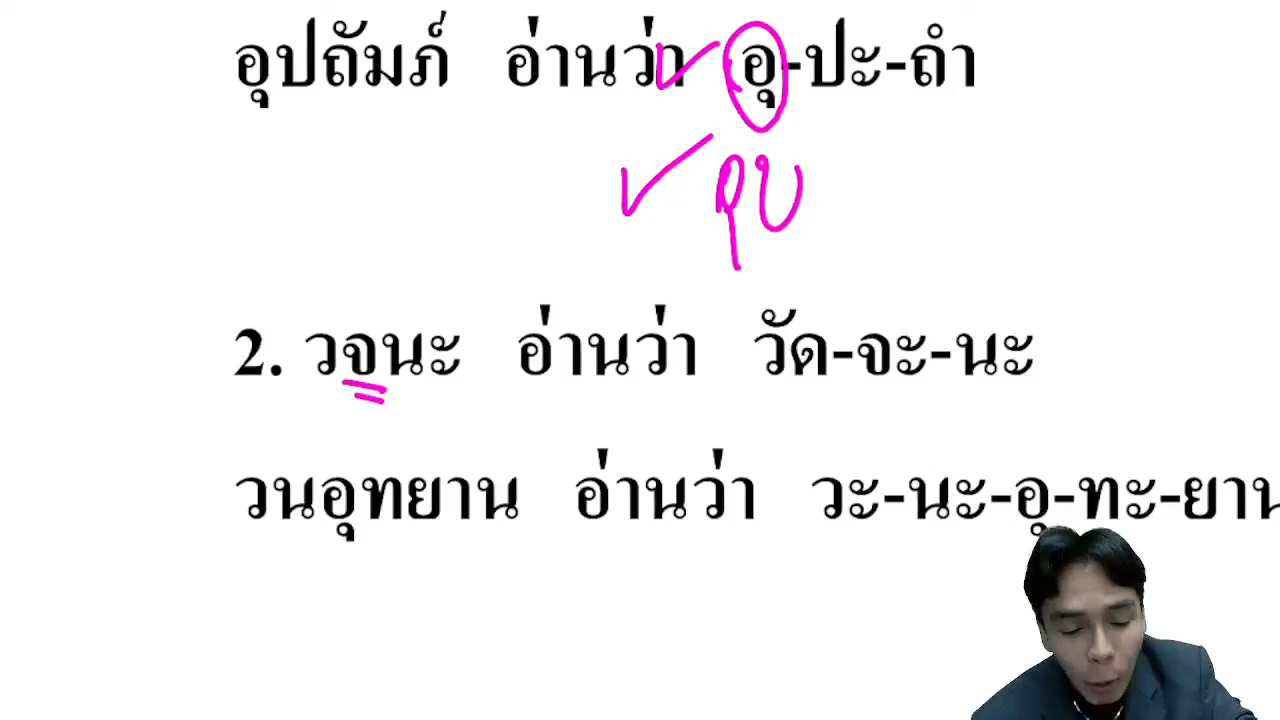 อุปถัมภ์ อ่านว่า อุ-ปะ-ถำ
อุบ
2. วจนะ อ่านว่า วัด-จะ-นะ
วนอุทยาน อ่านว่า วะ-นะ-อุ-ทะ-ยาน